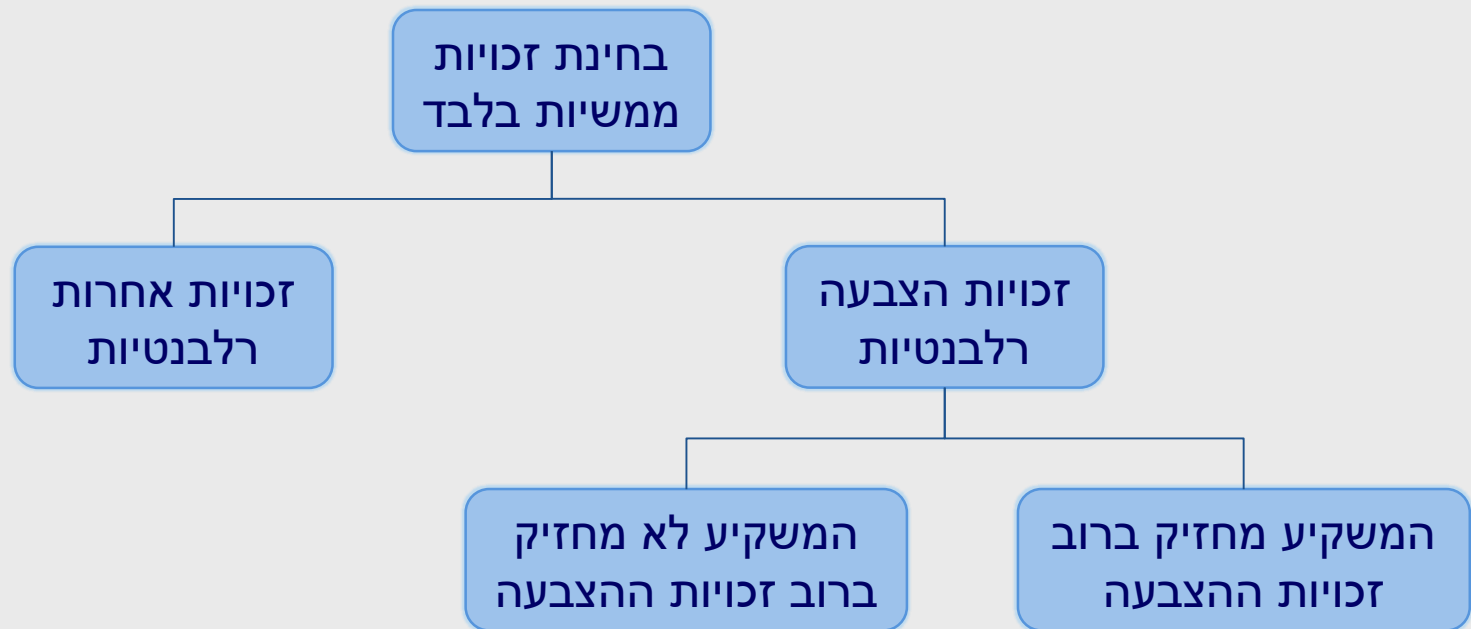 בחינת זכויות
ממשיות בלבד
זכויות הצבעה
רלבנטיות
זכויות אחרות
רלבנטיות
המשקיע מחזיק ברוב
זכויות ההצבעה
המשקיע לא מחזיק
ברוב זכויות ההצבעה